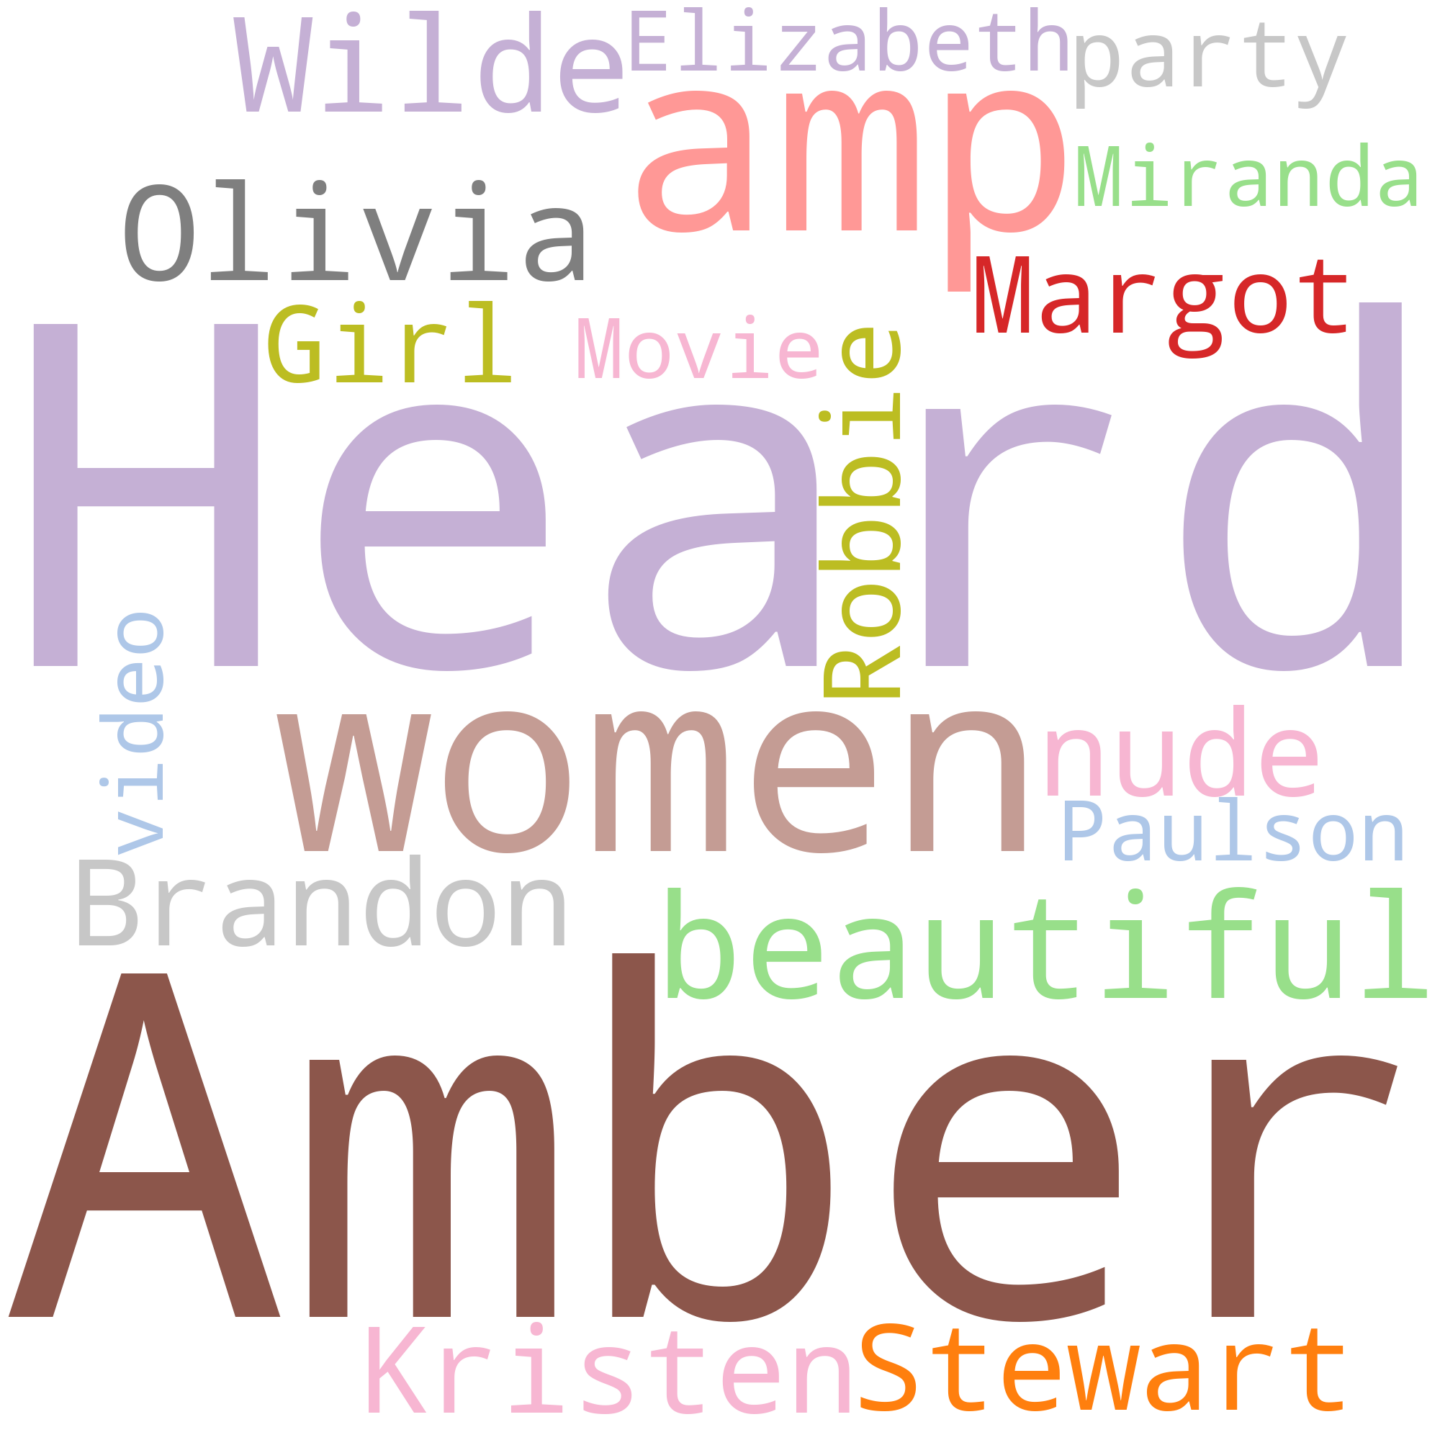 Wilde
Elizabeth
party
amp
Miranda
Olivia
Margot
Girl
Movie
Robbie
Heard
video
women
nude
Paulson
Brandon
beautiful
Amber
Kristen
Stewart